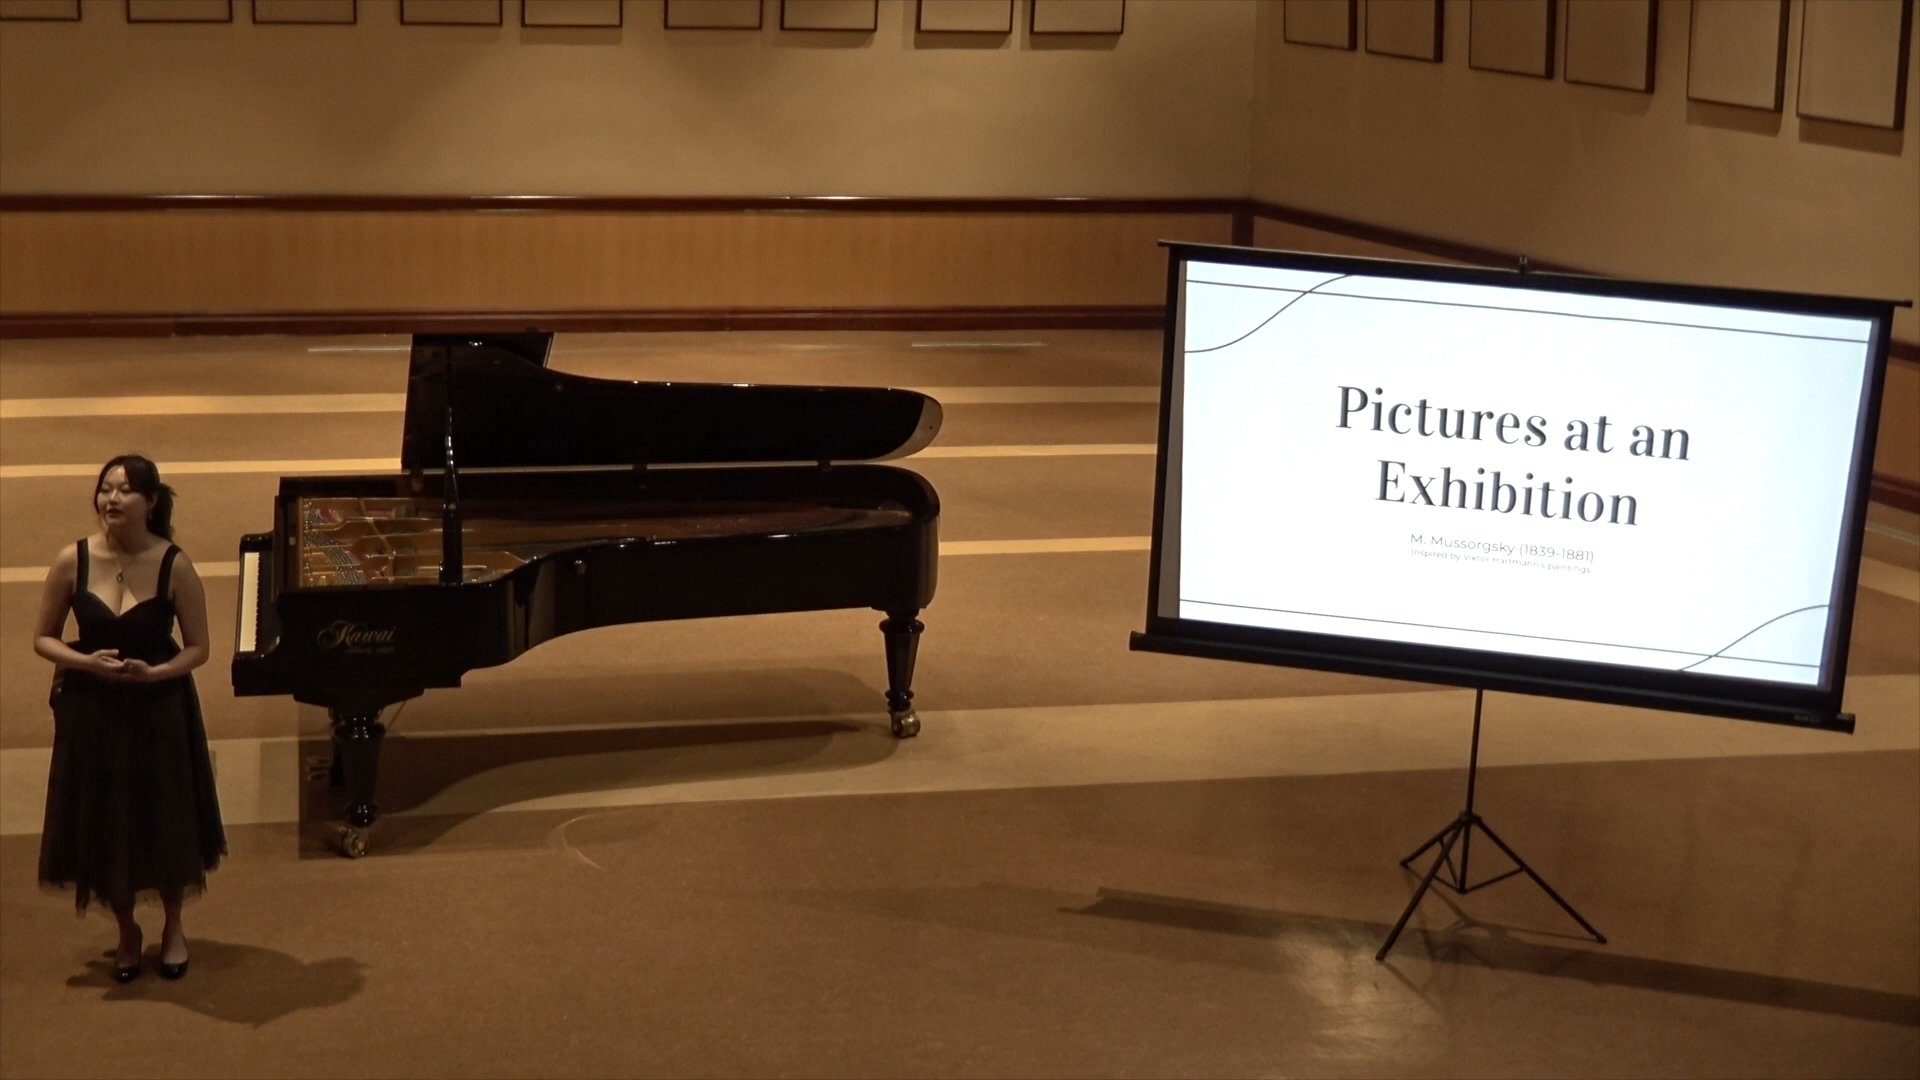 Pictures at an
Exhibition
M. Mussorgsky (1839-1881)
Inspired by Viktor Hartmann's paintings
Kawai